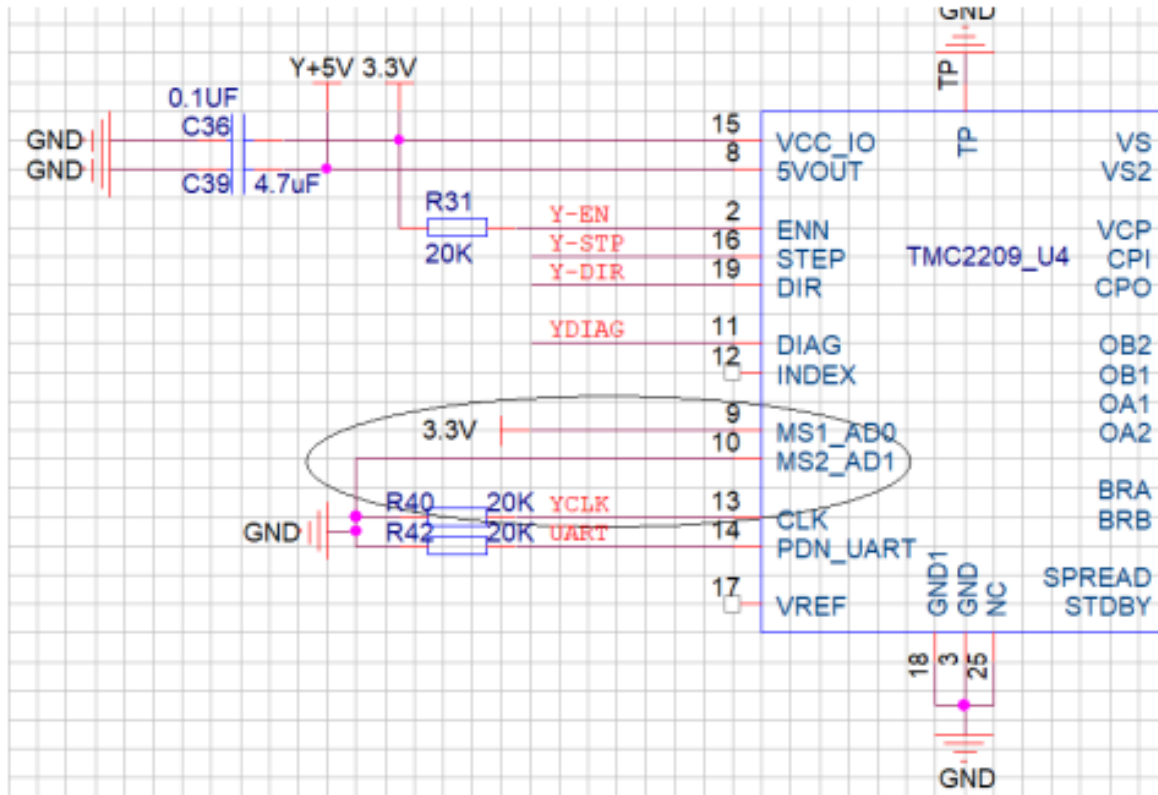 GND
TP
Y+5V 3.3V
0.1UF
C36
GND
GND
C39 4.7uF
15
8
VCC_IO
5VOUT
TP
VS
VS2
R31
20K
Y-EN
Y-STP
Y-DIR
2
16
19
ENN
STEP
DIR
TMC2209_U4
VCP
CPI
CPO
YDIAG
11
12
DIAG
INDEX
OB2
OB1
OA1
OA2
3.3V
9
10
MS1_AD0
MS2_AD1
R40 20K YCLK 13
R42 20K UART 14
GND
CLK
PDN_UART
BRA
BRB
17
VREF
GND1
GND
NC
SPREAD
STDBY
18
3
25
GND